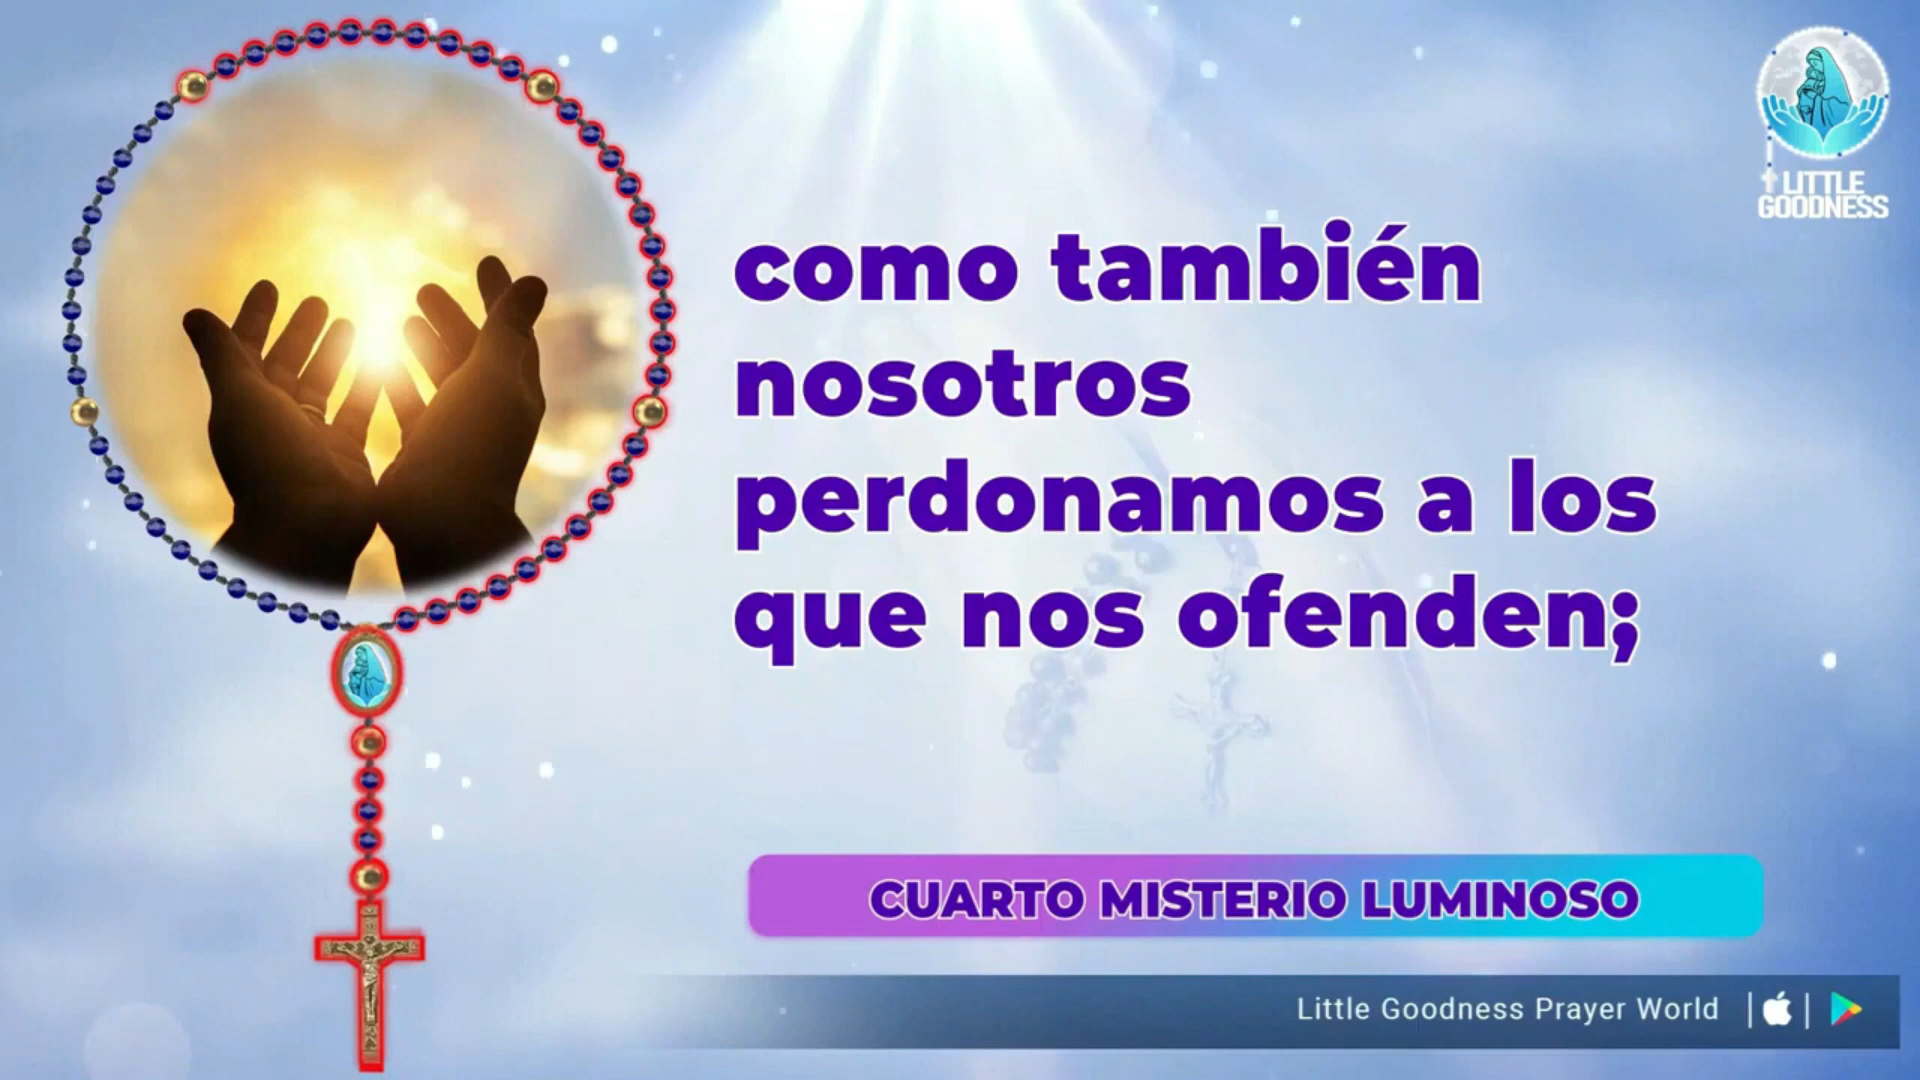 como también
nosotros
perdonamos a los
que nos ofenden;
CUARTO MISTERIO LUMINOSO
Little Goodness Prayer World
LITTLE
GOODNESS